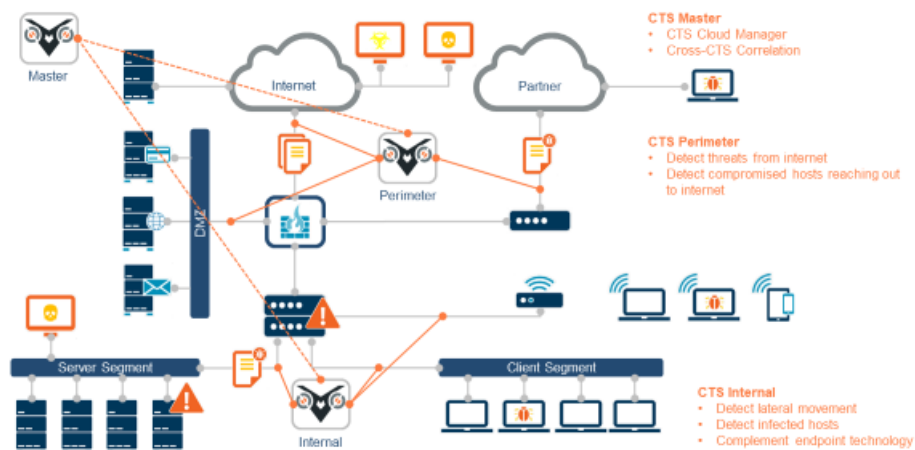 CTS Master
• CTS Cloud Manager
• Cross-CTS Correlation
Master
Internet
Partner
CTS Perimeter
• Detect threats from internet
• Detect compromised hosts reaching out
to internet
Perimeter
DMZ
Server Segment
Client Segment
Internal
CTS Internal
• Detect lateral movement
• Detect infected hosts
• Complement endpoint technology